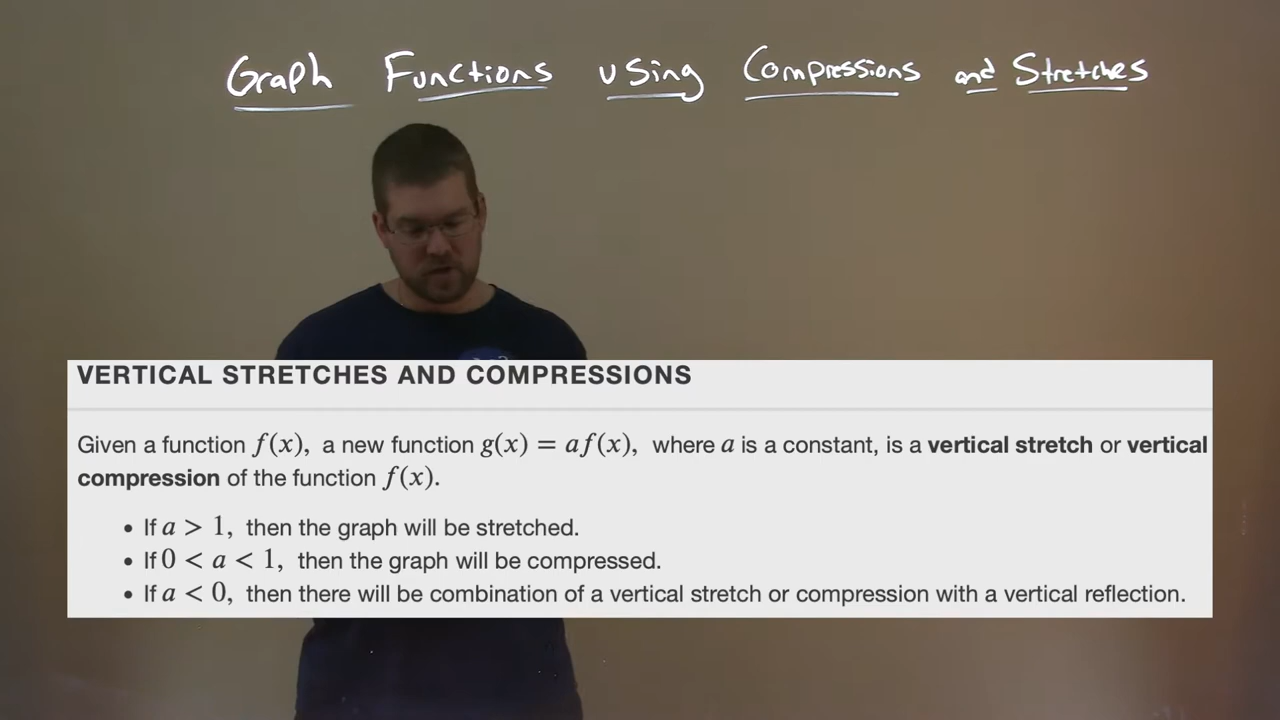 Graph Functions using Compressions and Stretches
VERTICAL STRETCHES AND COMPRESSIONS
Given a function f(x), a new function g(x) = af(x), where a is a constant, is a vertical stretch or vertical
compression of the function f(x).
• If a > 1, then the graph will be stretched.
• If 0 < a < 1, then the graph will be compressed.
• If a < 0, then there will be combination of a vertical stretch or compression with a vertical reflection.